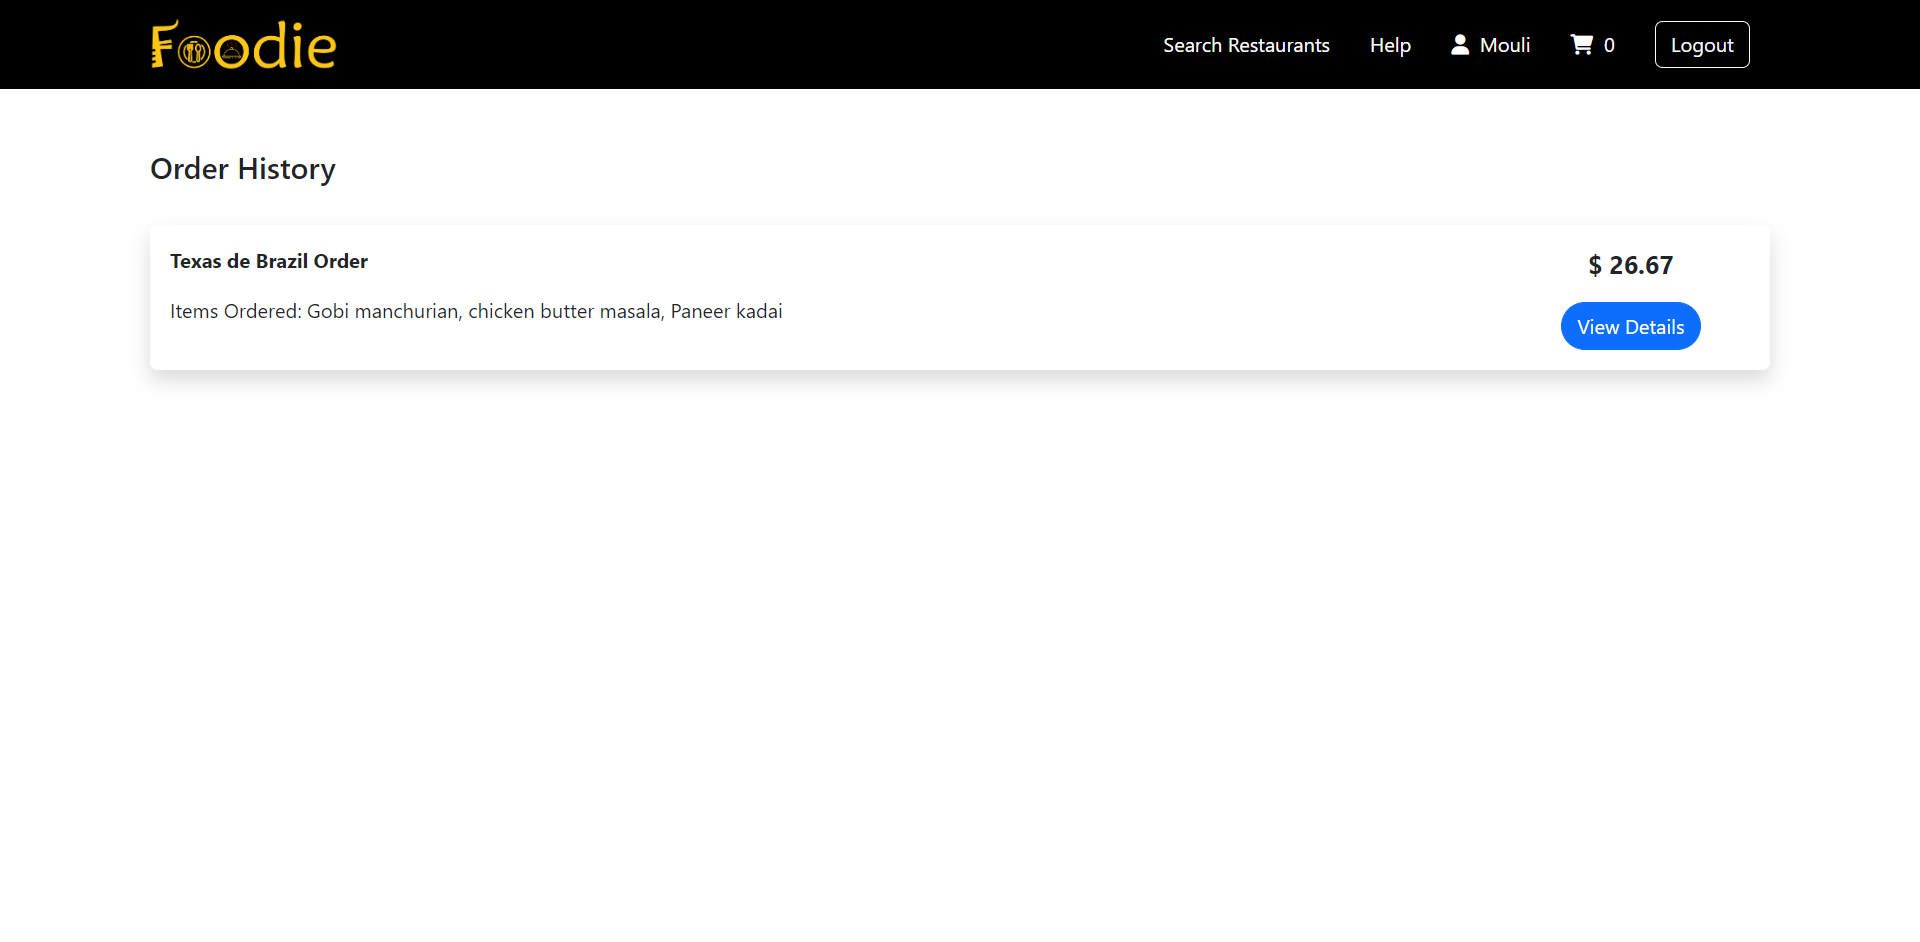 Foodie
Search Restaurants Help Mouli 0 Logout
Order History
Texas de Brazil Order
$ 26.67
Items Ordered: Gobi manchurian, chicken butter masala, Paneer kadai
View Details